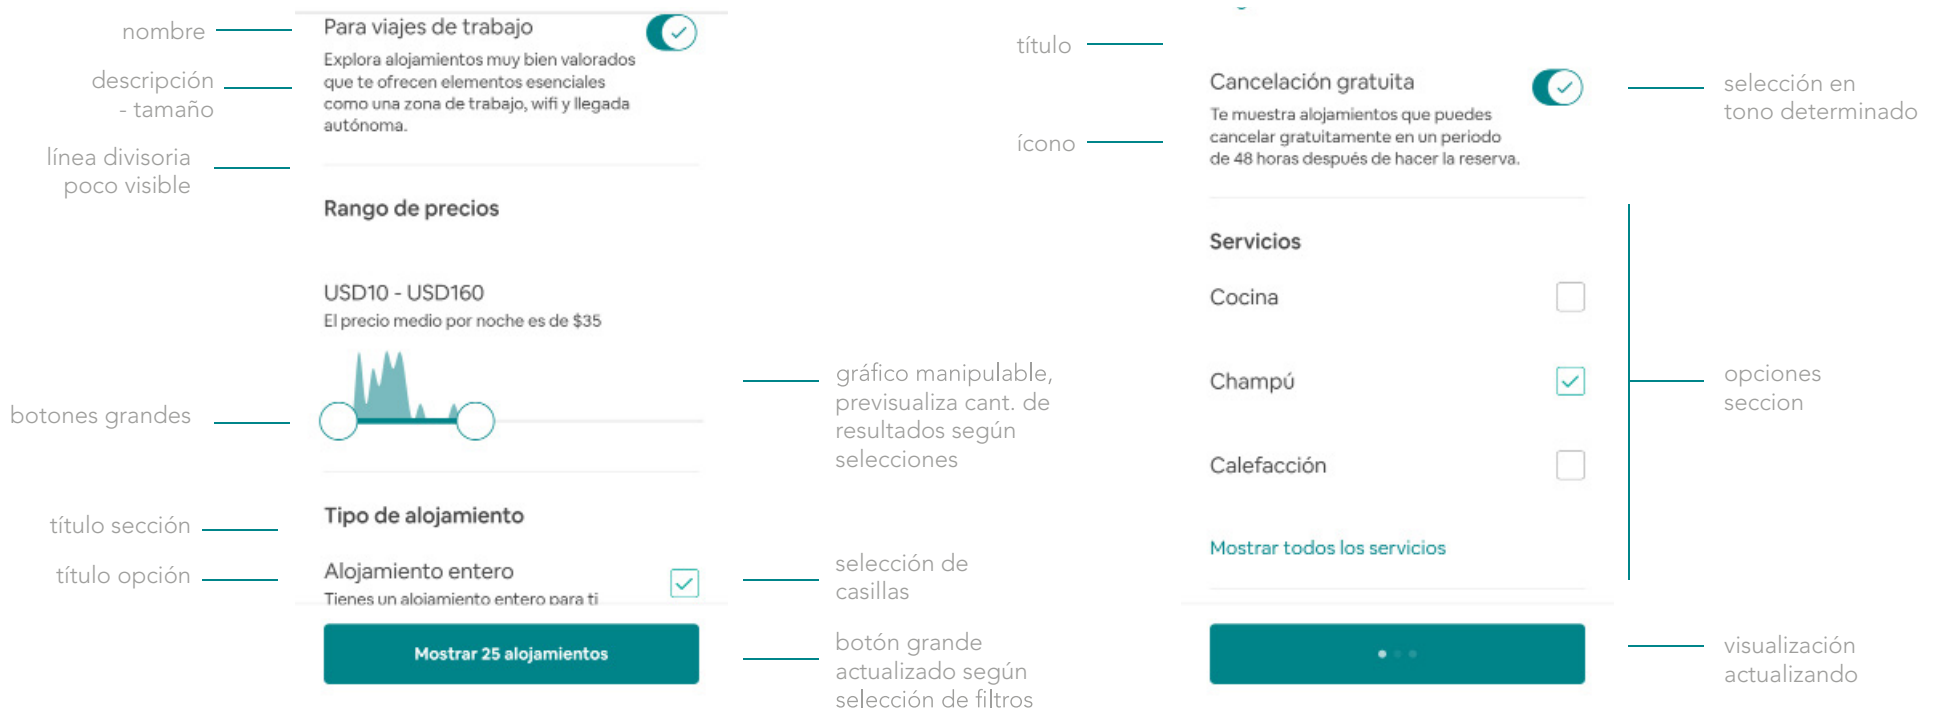 nombre
descripción
- tamaño
línea divisoria
poco visible
botones grandes
título sección
título opción
Para viajes de trabajo
Explora alojamientos muy bien valorados
que te ofrecen elementos esenciales
como una zona de trabajo, wifi y llegada
autónoma.
Rango de precios
USD10 - USD160
El precio medio por noche es de $35
Tipo de alojamiento
Alojamiento entero
Tienes un alojamiento entero para ti
Mostrar 25 alojamientos
gráfico manipulable,
previsualiza cant. de
resultados según
selecciones
selección de
casillas
botón grande
actualizado según
selección de filtros
título
ícono
Cancelación gratuita
Te muestra alojamientos que puedes
cancelar gratuitamente en un periodo
de 48 horas después de hacer la reserva.
Servicios
Cocina
Champú
Calefacción
Mostrar todos los servicios
selección en
tono determinado
opciones
seccion
visualización
actualizando